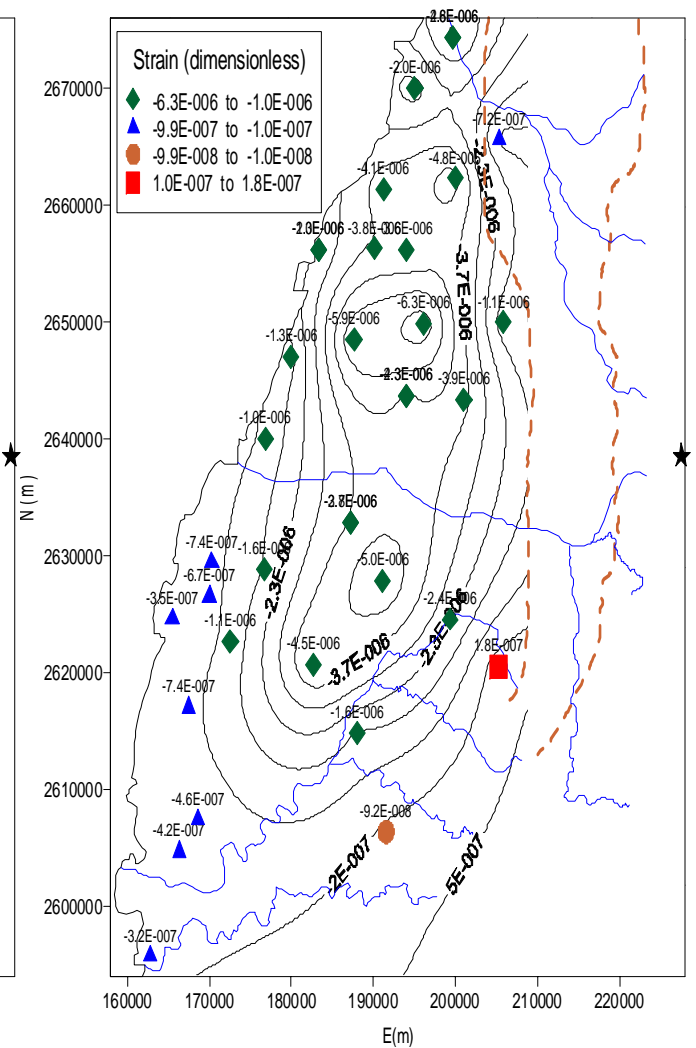 Strain (dimensionless)
-6.3E-006 to -1.0E-006
-9.9E-007 to -1.0E-007
-9.9E-008 to -1.0E-008
1.0E-007 to 1.8E-007
-2.0E-006
-7.2E-007
-4.1E-006
-4.8E-006
-2.3E-006
-3.8E-006
-3.6E-006
-3.7E-006
-6.3E-006
-1.1E-006
-5.9E-006
-1.3E-006
-3.9E-006
-1.0E-006
-7.4E-007
-1.6E-006
-5.0E-006
-6.7E-007
-2.3E-006
-3.5E-007
-2.4E-006
-1.1E-006
-2.3E-006
-4.5E-006
-3.7E-006
1.8E-007
-7.4E-007
-1.6E-006
-4.6E-007
-9.2E-008
-4.2E-007
-2E-007
5E-007
-3.2E-007
2670000
2660000
2650000
2640000
2630000
2620000
2610000
2600000
N (m)
160000 170000 180000 190000 200000 210000 220000
E(m)